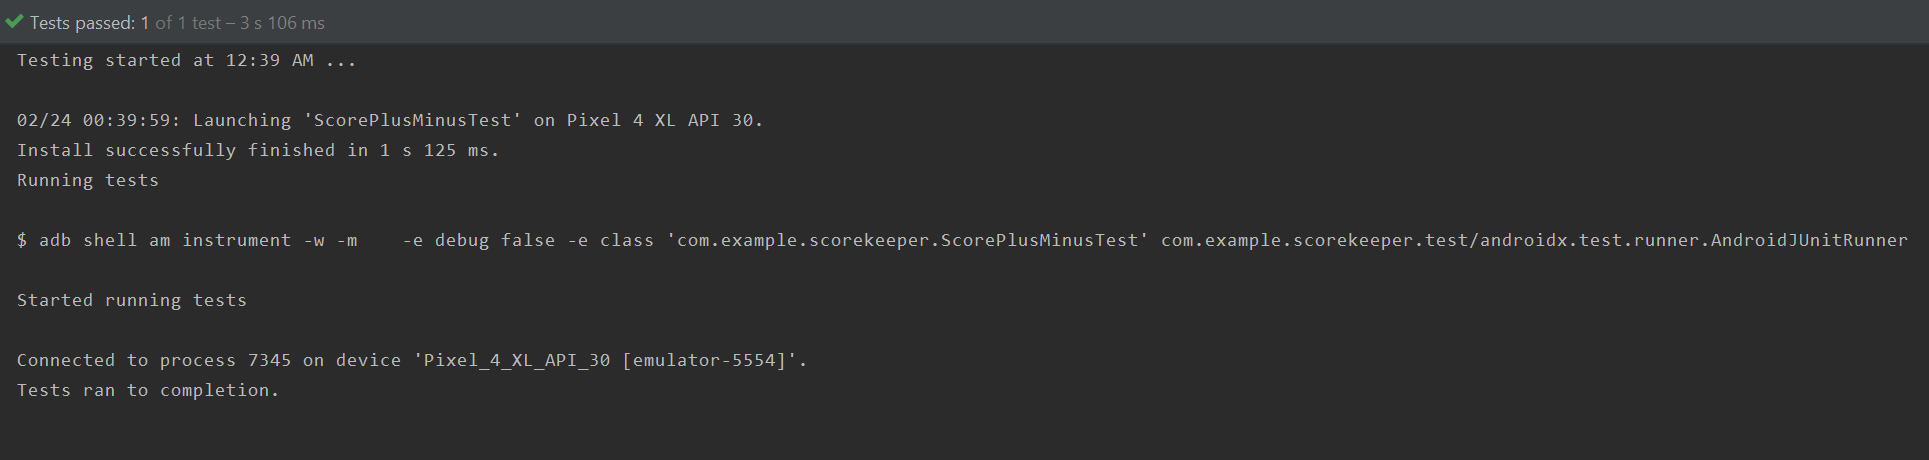 Tests passed: 1 of 1 test – 3 s 106 ms
Testing started at 12:39 AM ...
02/24 00:39:59: Launching 'ScorePlusMinusTest' on Pixel 4 XL API 30.
Install successfully finished in 1 s 125 ms.
Running tests
$ adb shell am instrument -w -m    -e debug false -e class 'com.example.scorekeeper.ScorePlusMinusTest' com.example.scorekeeper.test/androidx.test.runner.AndroidJUnitRunner
Started running tests
Connected to process 7345 on device 'Pixel_4_XL_API_30 [emulator-5554]'.
Tests ran to completion.